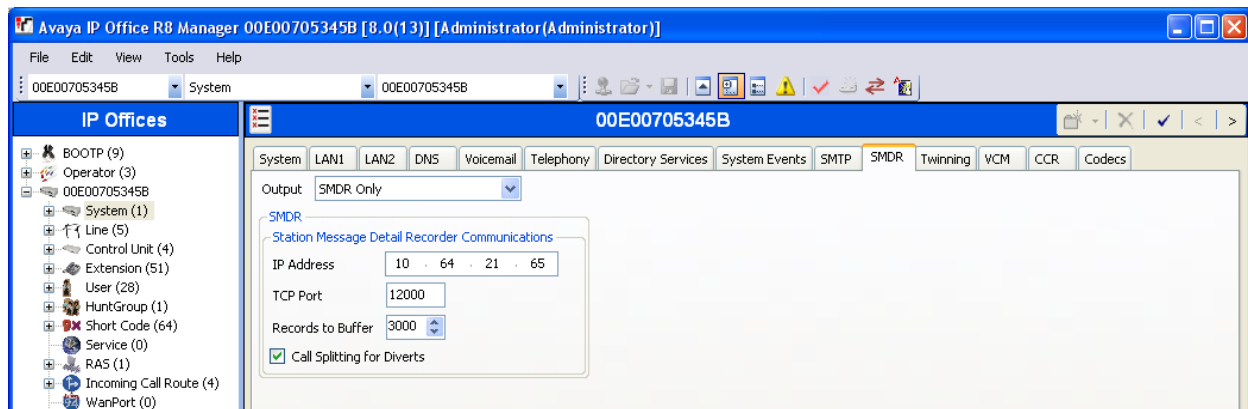 Avaya IP Office R8 Manager 00E00705345B [8.0(13)] [Administrator(Administrator)]
File Edit View Tools Help
00E00705345B System 00E00705345B
IP Offices
00E00705345B
BOOTP (9)
Operator (3)
00E00705345B
System (1)
Line (5)
Control Unit (4)
Extension (51)
User (28)
HuntGroup (1)
Short Code (64)
Service (0)
RAS (1)
Incoming Call Route (4)
WanPort (0)
System LAN1 LAN2 DNS Voicemail Telephony Directory Services System Events SMTP SMDR Twinning VCM CCR Codecs
Output SMDR Only
SMDR
Station Message Detail Recorder Communications
IP Address 10 . 64 . 21 . 65
TCP Port 12000
Records to Buffer 3000
Call Splitting for Diverts